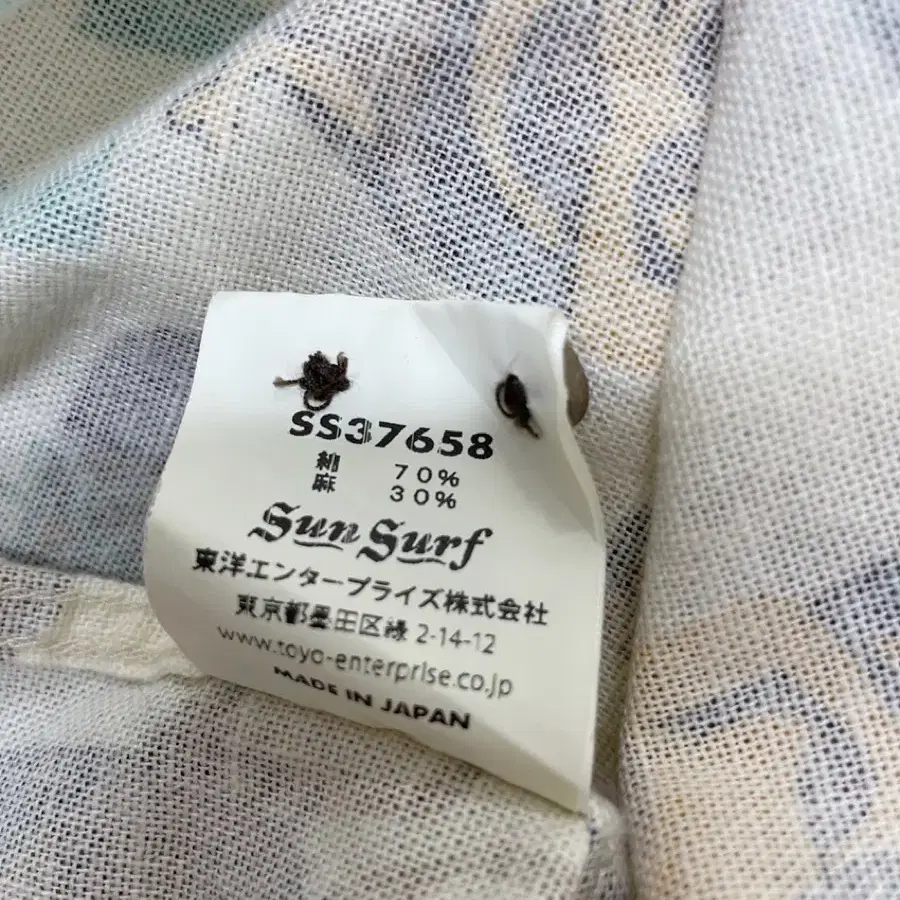 SS37658
綿 70%
麻 30%
Sun Surf
東洋エンタープライズ株式会社
東京都墨田区緑 2-14-12
www.toyo-enterprise.co.jp
MADE IN JAPAN